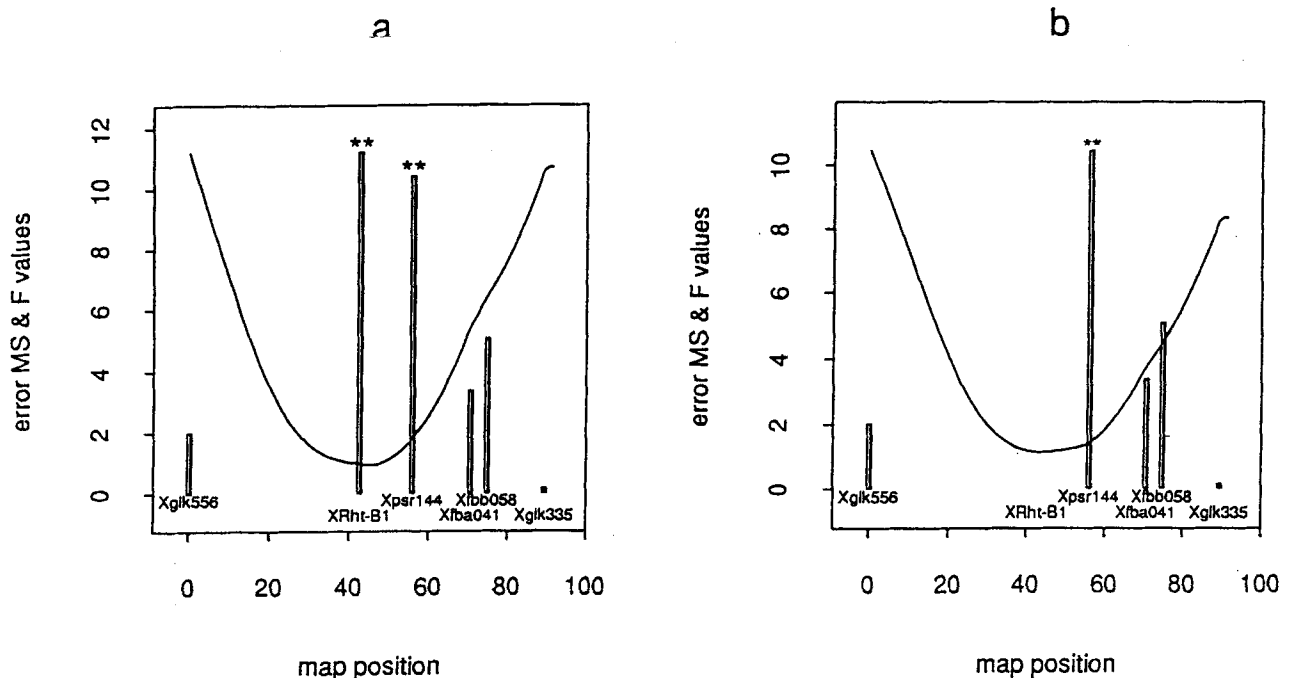 a
error MS & F values
12
10
8
6
4
2
0
**
**
Xglk556
XRht-B1
Xpsr144
Xfba041
Xfbb058
Xglk335
0 20 40 60 80 100
map position
b
error MS & F values
10
8
6
4
2
0
**
Xglk556
XRht-B1
Xpsr144
Xfba041
Xfbb058
Xglk335
0 20 40 60 80 100
map position